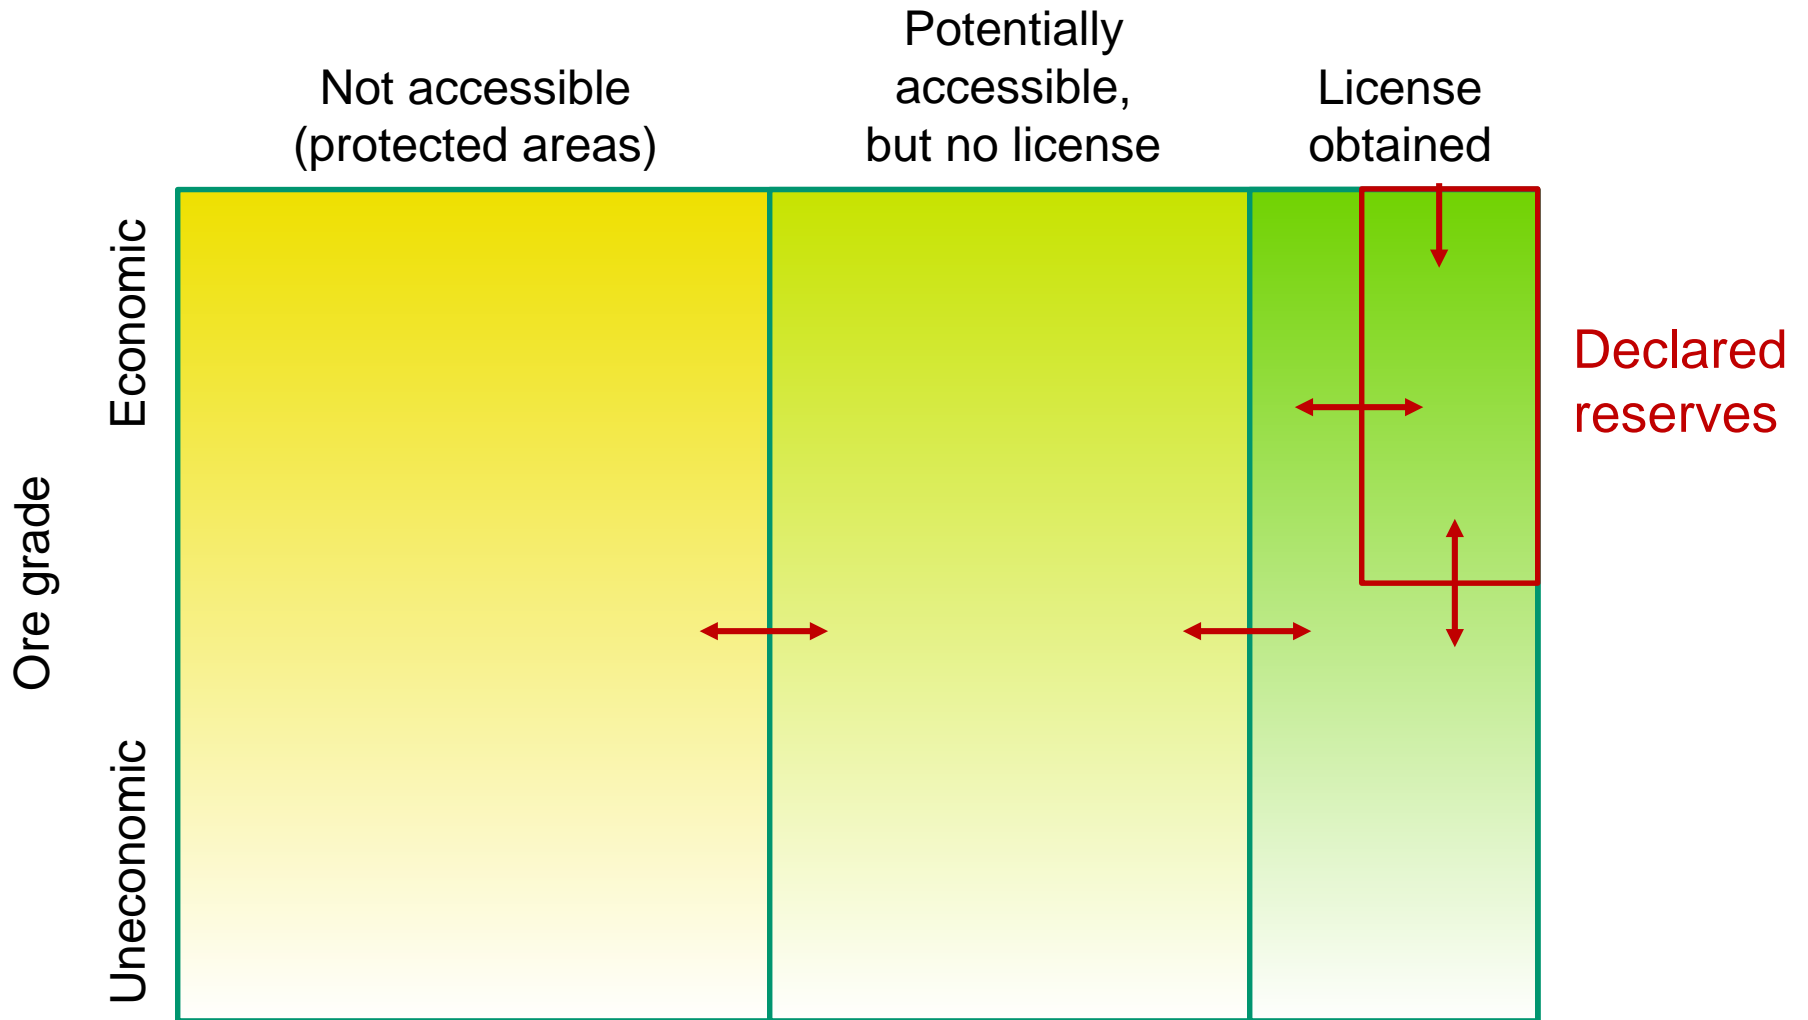 Not accessible
(protected areas)
Potentially
accessible,
but no license
License
obtained
Economic
Ore grade
Uneconomic
Declared
reserves